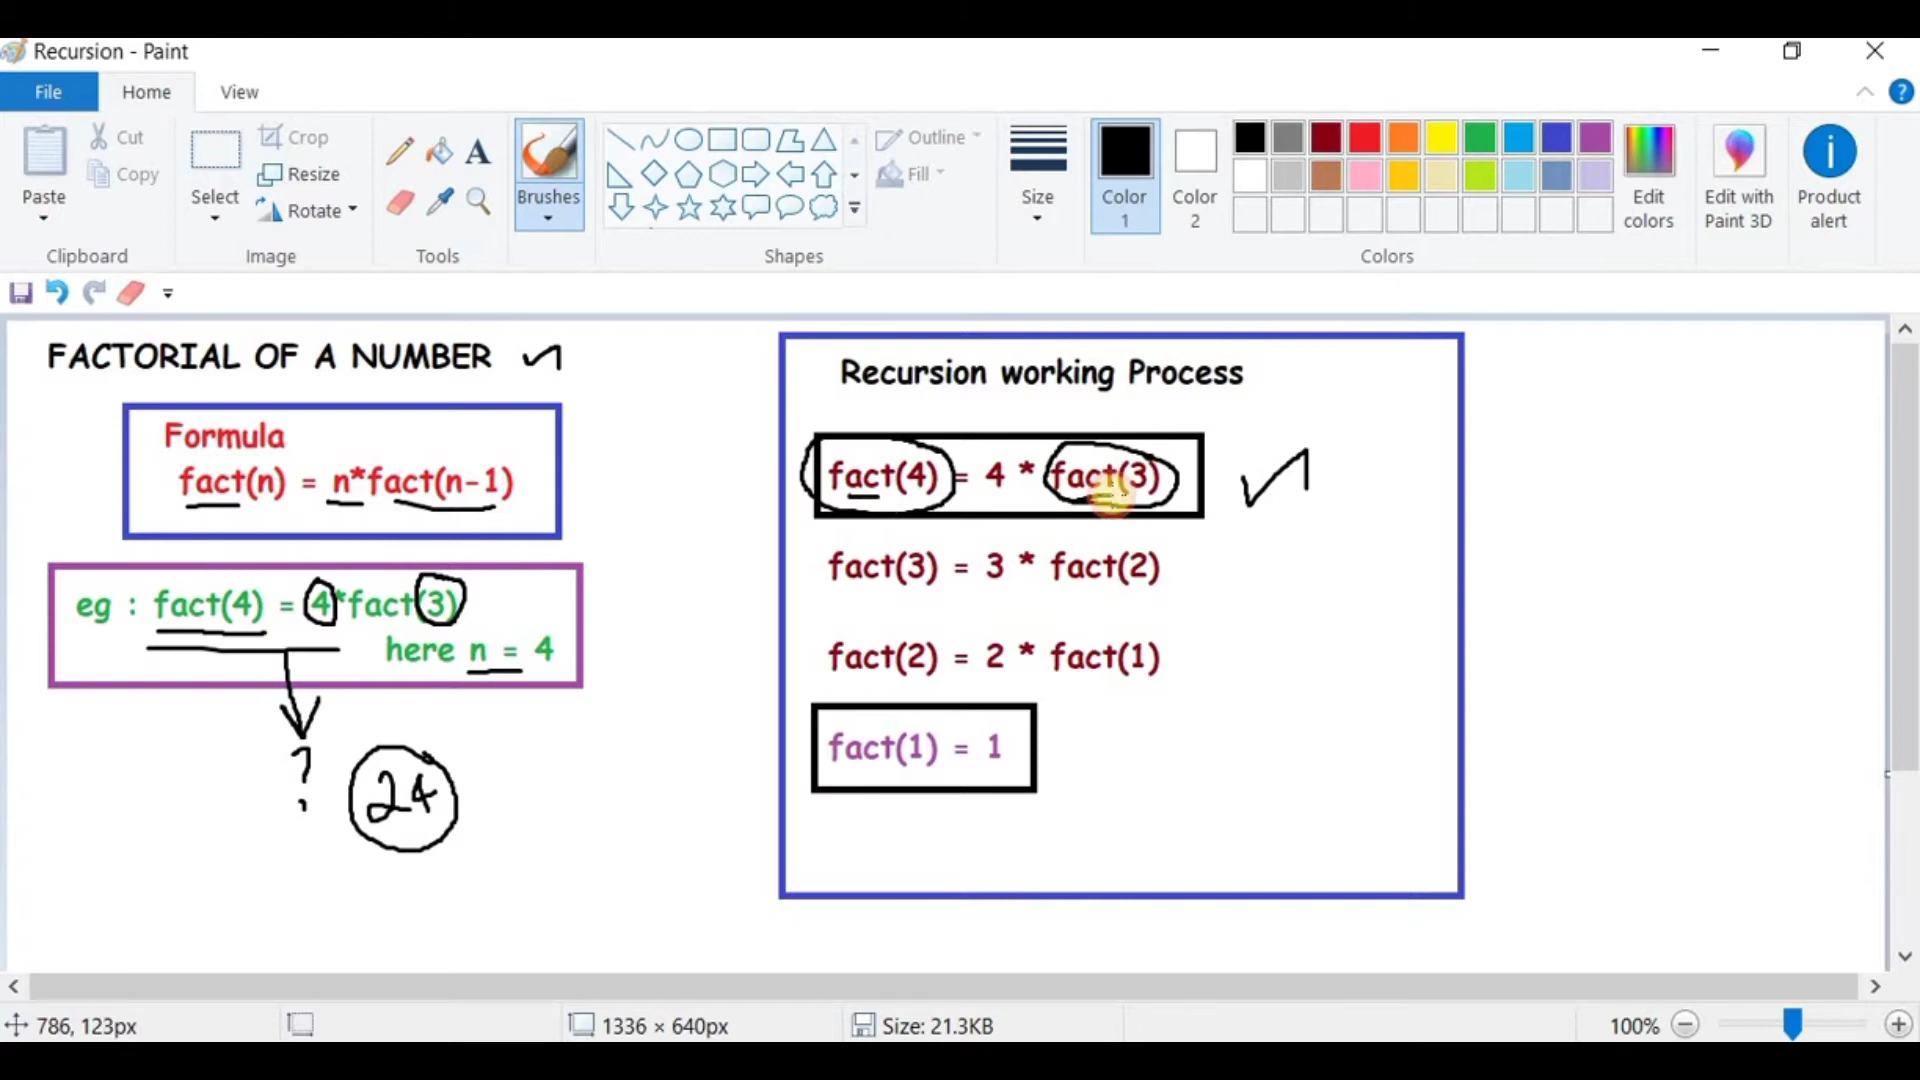 Recursion - Paint
File Home View
Paste
Cut
Copy
Clipboard
Select
Crop
Resize
Rotate
Image
A
Tools
Brushes
Outline
Fill
Shapes
Size
Color
1
Color
2
Edit
colors
Colors
Edit with
Paint 3D
Product
alert
FACTORIAL OF A NUMBER
Formula
fact(n) = n*fact(n-1)
eg : fact(4) = 4*fact(3)
here n = 4
?
24
Recursion working Process
fact(4) = 4 * fact(3)
fact(3) = 3 * fact(2)
fact(2) = 2 * fact(1)
fact(1) = 1
786, 123px
1336 × 640px
Size: 21.3KB
100%